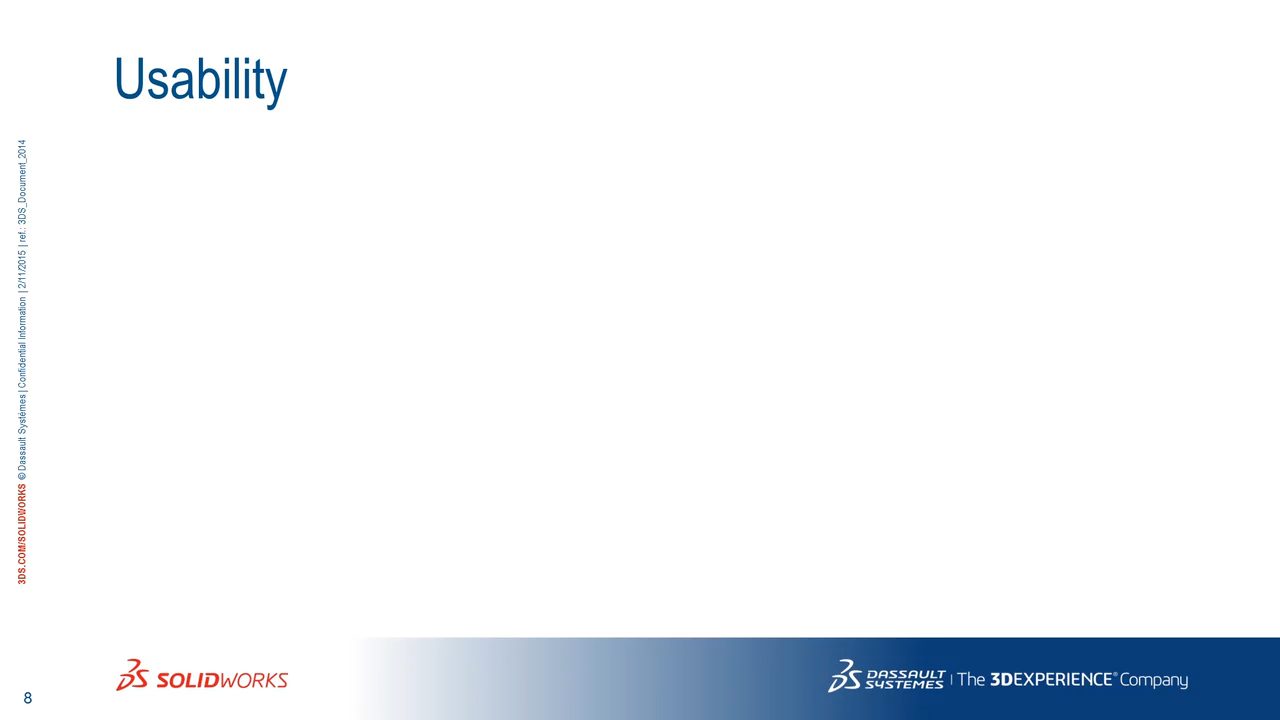 Usability
3DS.COM/SOLIDWORKS © Dassault Systèmes | Confidential Information | 2/11/2015 | ref.: 3DS_Document_2014
SOLIDWORKS
DASSAULT SYSTEMES | The 3DEXPERIENCE® Company
8